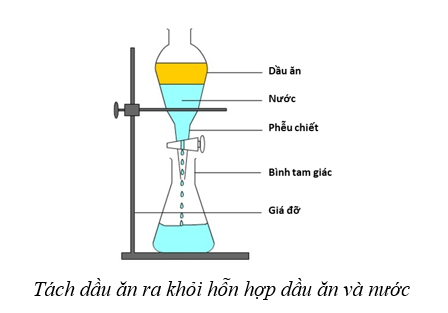 Dầu ăn
Nước
Phễu chiết
Bình tam giác
Giá đỡ
Tách dầu ăn ra khỏi hỗn hợp dầu ăn và nước